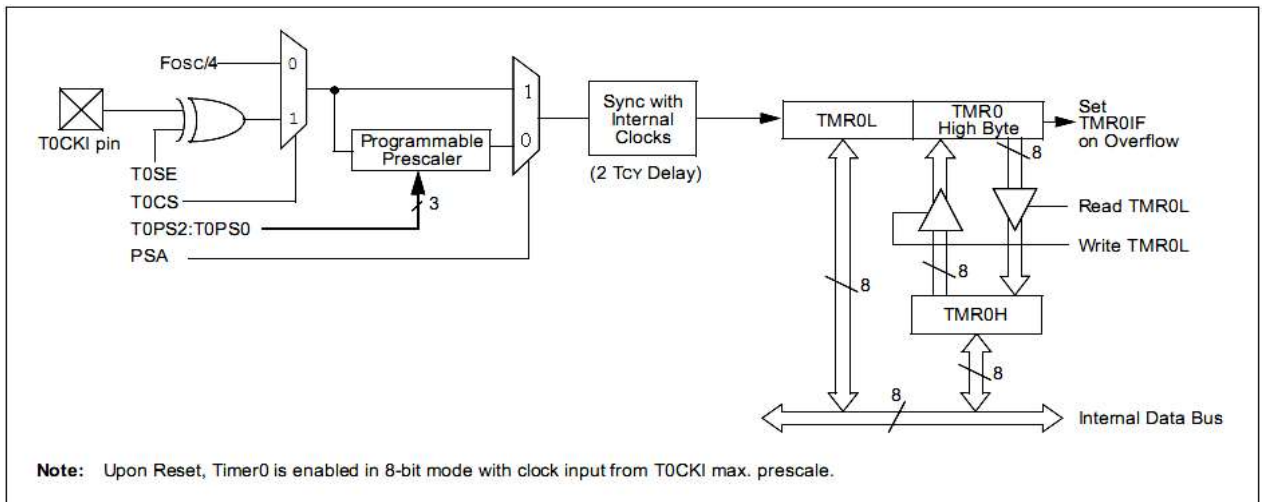 Fosc/4
0
1
T0CKI pin
T0SE
T0CS
T0PS2:T0PS0
PSA
Programmable
Prescaler
3
1
0
Sync with
Internal
Clocks
(2 TCY Delay)
TMR0L
TMR0
High Byte
Set
TMR0IF
on Overflow
8
Read TMR0L
Write TMR0L
8
8
TMR0H
8
8
Internal Data Bus
Note: Upon Reset, Timer0 is enabled in 8-bit mode with clock input from T0CKI max. prescale.